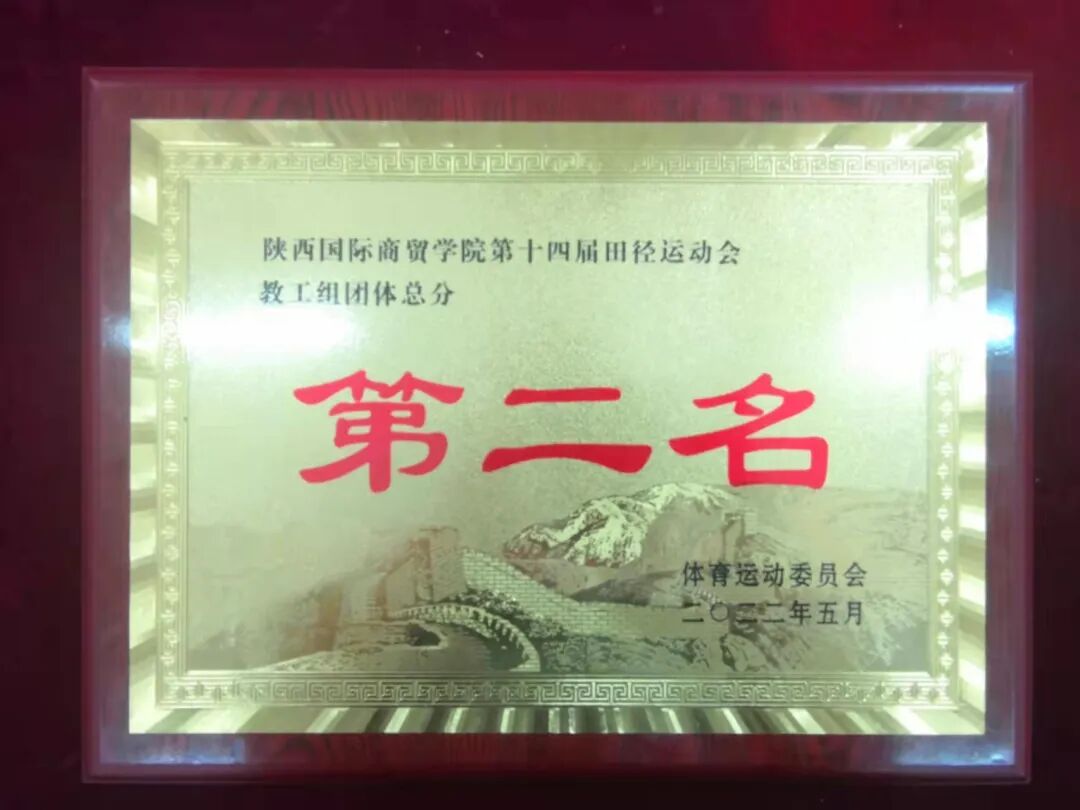 陕西国际商贸学院第十四届田径运动会
教工组团体总分
第二名
体育运动委员会
二〇二二年五月